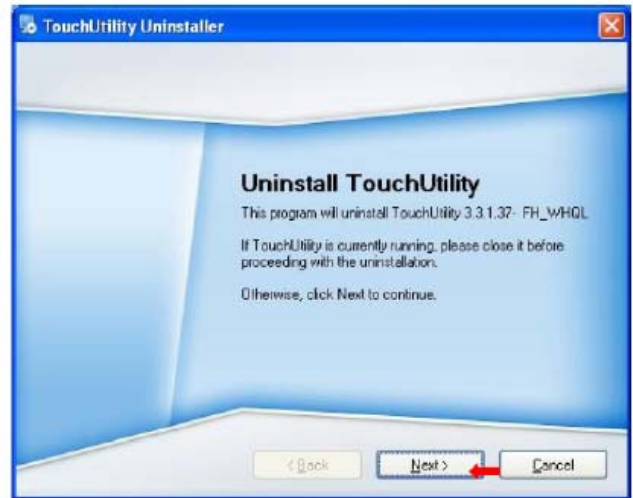 TouchUtility Uninstaller
Uninstall TouchUtility
This program will uninstall TouchUtility 3.3.1.37- FH_WHQL
If TouchUtility is currently running, please close it before
proceeding with the uninstallation.
Otherwise, click Next to continue.
< Back
Next >
Cancel